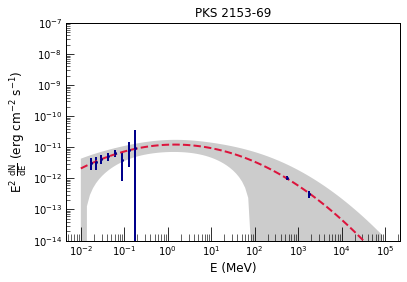 PKS 2153-69
E² dN/dE (erg cm⁻² s⁻¹)
10⁻⁷
10⁻⁸
10⁻⁹
10⁻¹⁰
10⁻¹¹
10⁻¹²
10⁻¹³
10⁻¹⁴
10⁻² 10⁻¹ 10⁰ 10¹ 10² 10³ 10⁴ 10⁵
E (MeV)